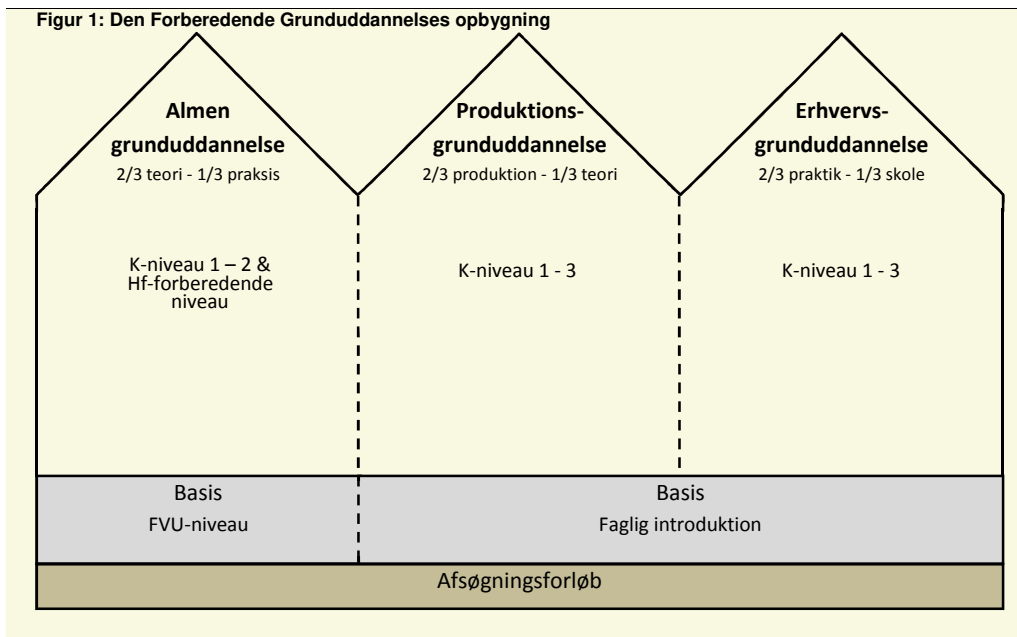 Figur 1: Den Forberedende Grunduddannelses opbygning
Almen
grunduddannelse
2/3 teori - 1/3 praksis
K-niveau 1 – 2 &
Hf-forberedende
niveau
Produktions-
grunduddannelse
2/3 produktion - 1/3 teori
K-niveau 1 - 3
Erhvervs-
grunduddannelse
2/3 praktik - 1/3 skole
K-niveau 1 - 3
Basis
FVU-niveau
Basis
Faglig introduktion
Afsøgningsforløb